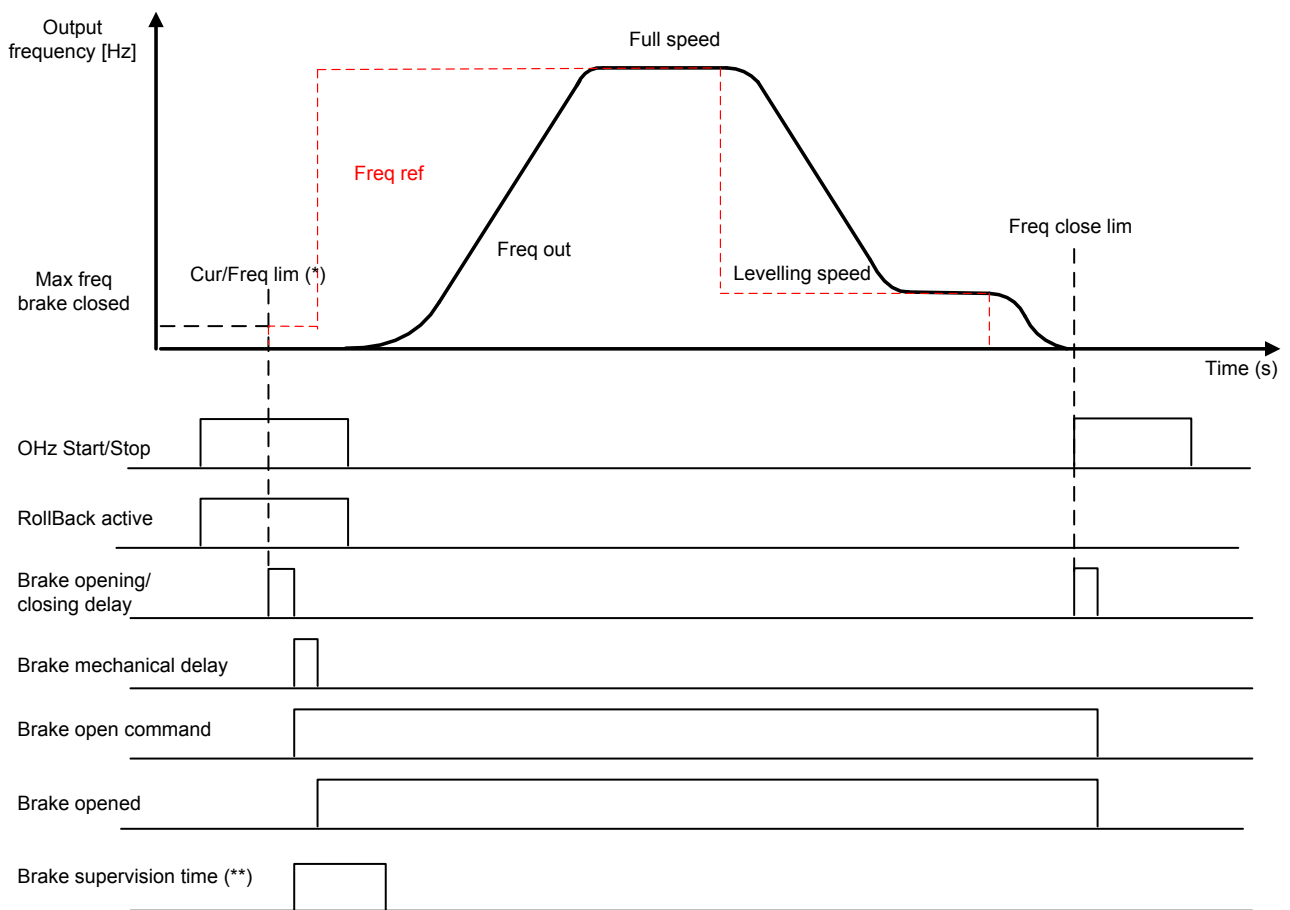 Output
frequency [Hz]
Full speed
Freq ref
Freq out
Freq close lim
Levelling speed
Cur/Freq lim (*)
Max freq
brake closed
Time (s)
OHz Start/Stop
RollBack active
Brake opening/
closing delay
Brake mechanical delay
Brake open command
Brake opened
Brake supervision time (**)